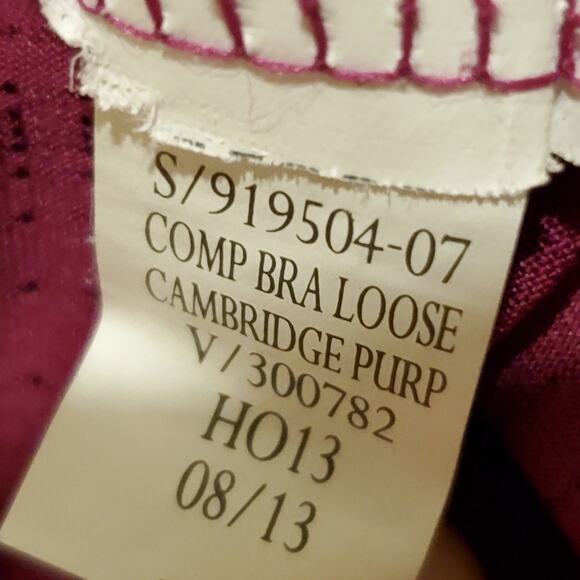 S/919504-07
COMP BRA LOOSE
CAMBRIDGE PURP
V/300782
HO13
08/13